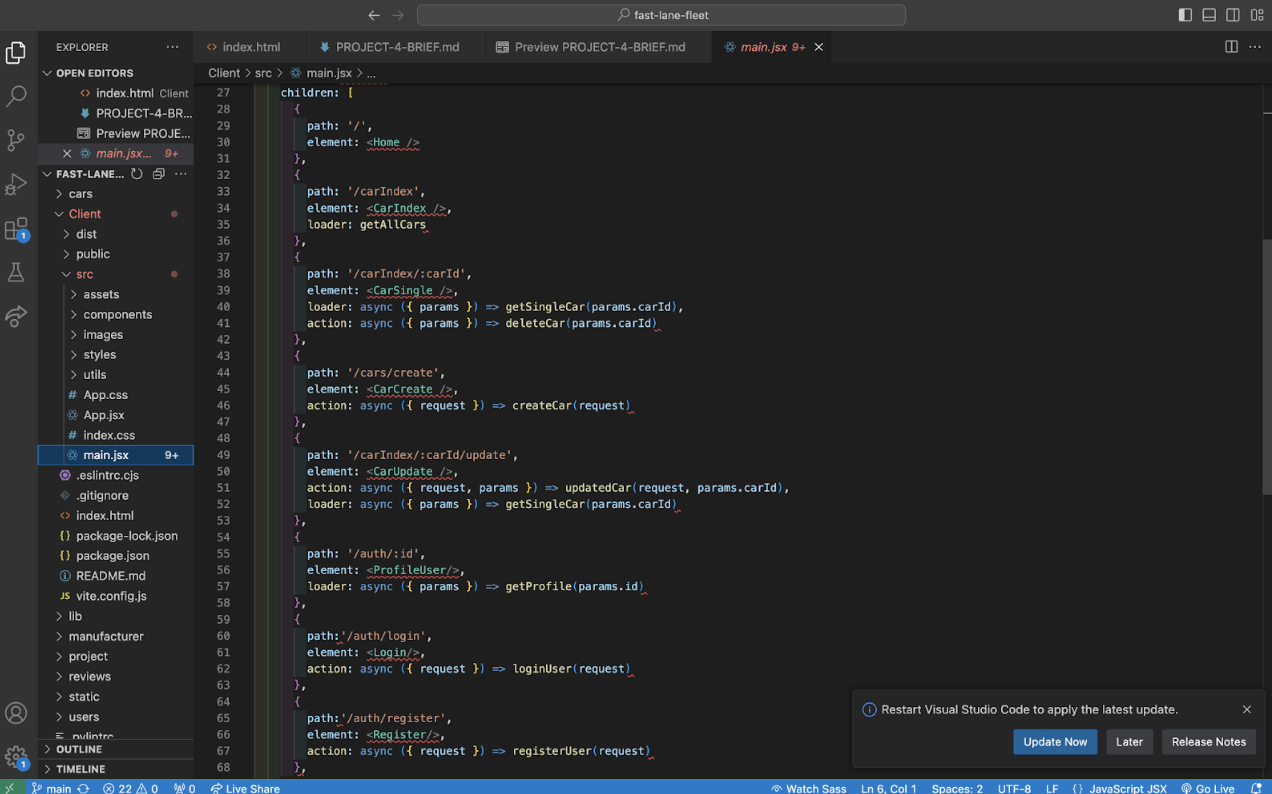 fast-lane-fleet
EXPLORER
index.html
PROJECT-4-BRIEF.md
Preview PROJECT-4-BRIEF.md
main.jsx 9+
OPEN EDITORS
index.html Client
PROJECT-4-BR...
Preview PROJE...
main.jsx... 9+
FAST-LANE...
cars
Client
dist
public
src
assets
components
images
styles
utils
App.css
App.jsx
index.css
main.jsx 9+
.eslintrc.cjs
.gitignore
index.html
package-lock.json
package.json
README.md
vite.config.js
lib
manufacturer
project
reviews
static
users
.pylintrc
OUTLINE
TIMELINE
1
1
Client > src > main.jsx > ...
27 children: [
28 {
29 path: '/',
30 element: <Home />
31 },
32 {
33 path: '/carIndex',
34 element: <CarIndex />,
35 loader: getAllCars
36 },
37 {
38 path: '/carIndex/:carId',
39 element: <CarSingle />,
40 loader: async ({ params }) => getSingleCar(params.carId),
41 action: async ({ params }) => deleteCar(params.carId)
42 },
43 {
44 path: '/cars/create',
45 element: <CarCreate />,
46 action: async ({ request }) => createCar(request)
47 },
48 {
49 path: '/carIndex/:carId/update',
50 element: <CarUpdate />,
51 action: async ({ request, params }) => updatedCar(request, params.carId),
52 loader: async ({ params }) => getSingleCar(params.carId)
53 },
54 {
55 path: '/auth/:id',
56 element: <ProfileUser/>,
57 loader: async ({ params }) => getProfile(params.id)
58 },
59 {
60 path:'/auth/login',
61 element: <Login/>,
62 action: async ({ request }) => loginUser(request)
63 },
64 {
65 path:'/auth/register',
66 element: <Register/>,
67 action: async ({ request }) => registerUser(request)
68 },
Restart Visual Studio Code to apply the latest update.
Update Now Later Release Notes
main 22 0 0 Live Share Watch Sass Ln 6, Col 1 Spaces: 2 UTF-8 LF {} JavaScript JSX Go Live